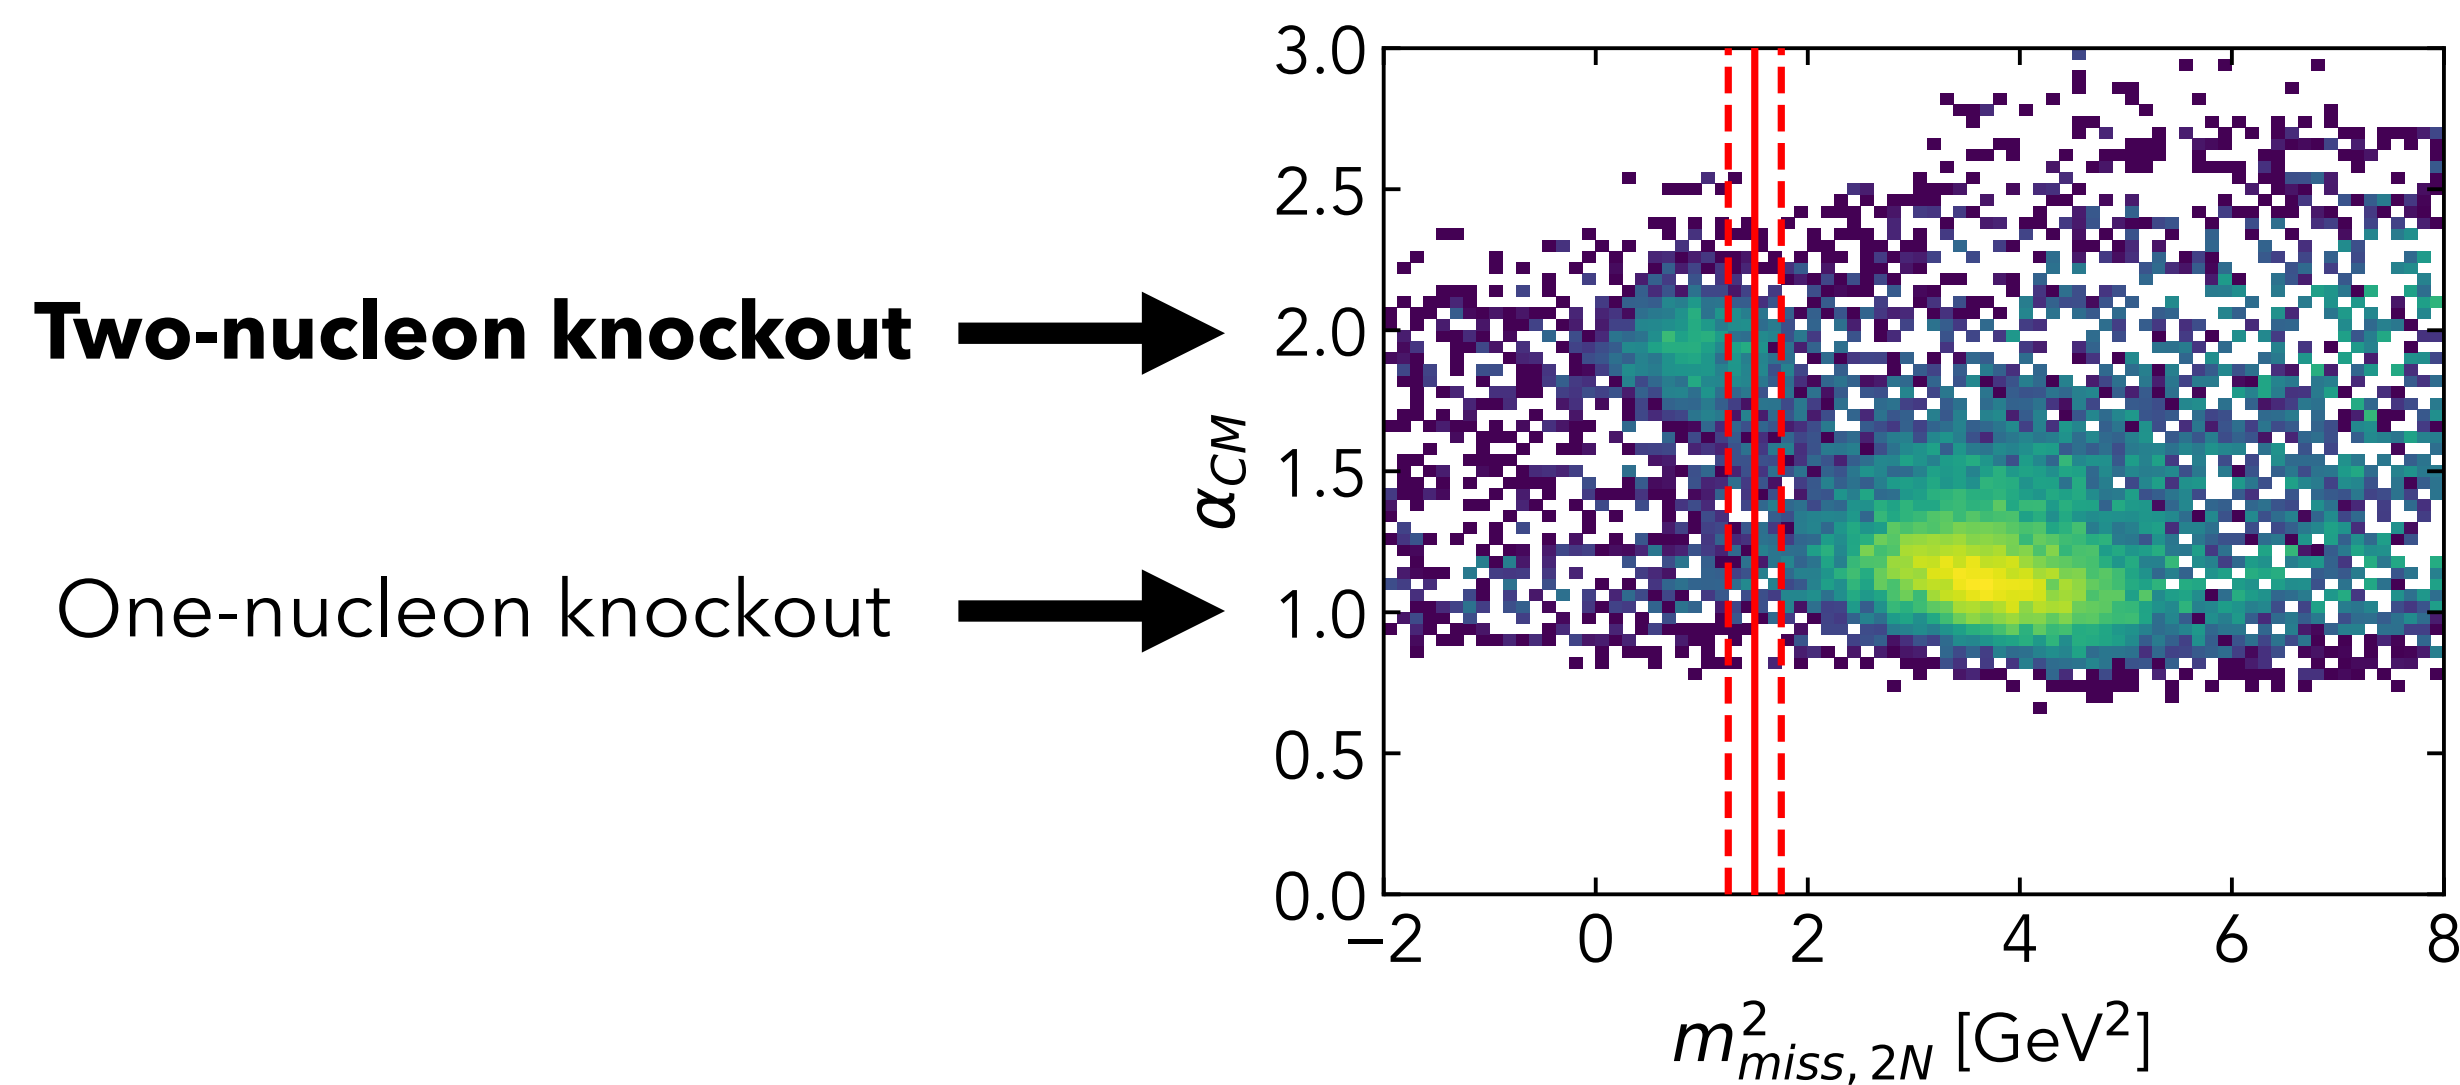 Two-nucleon knockout
One-nucleon knockout
α_CM
3.0
2.5
2.0
1.5
1.0
0.5
0.0
−2 0 2 4 6 8
m²_miss, 2N [GeV²]